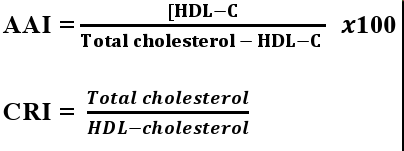 [HDL–C
AAI = ──────── x100
Total cholesterol – HDL–C
Total cholesterol
CRI = ────────
HDL–cholesterol